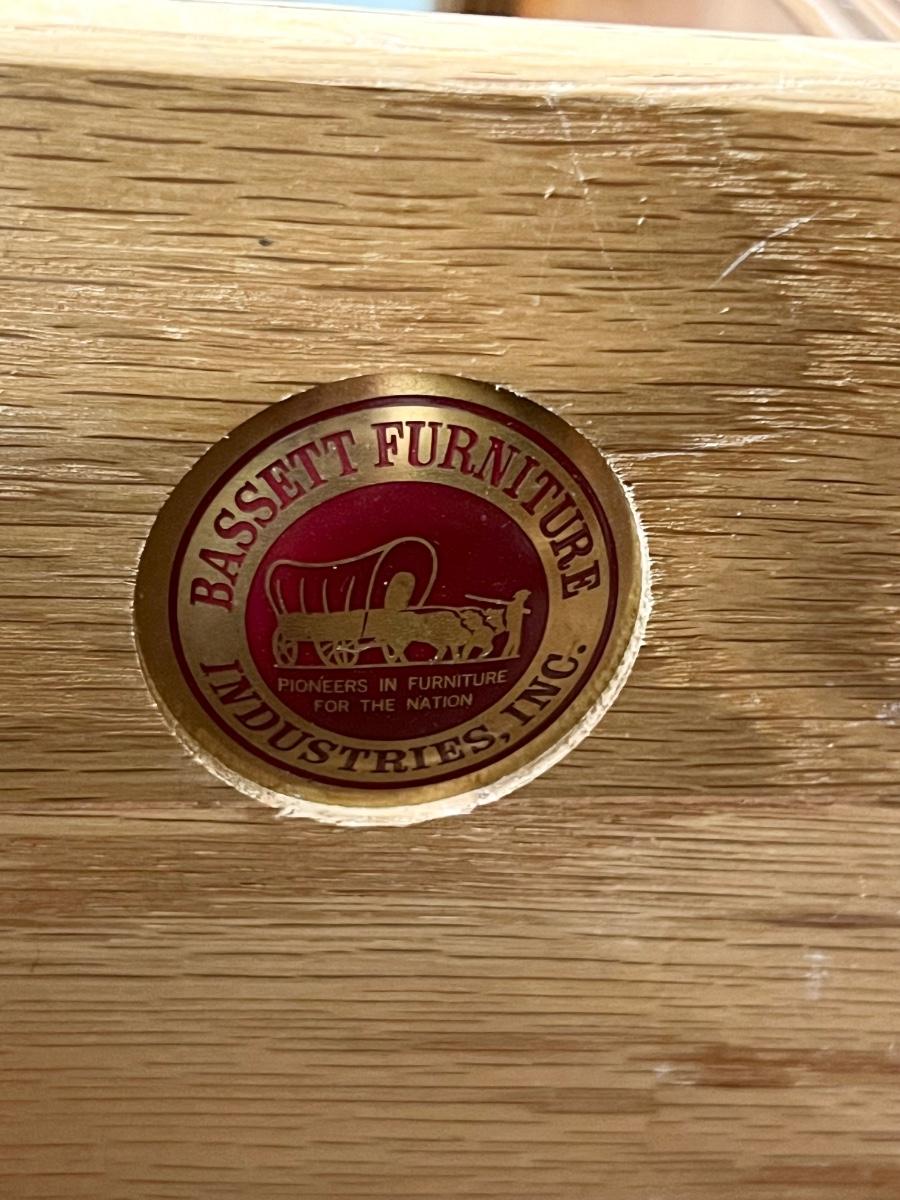 BASSETT FURNITURE
PIONEERS IN FURNITURE
FOR THE NATION
INDUSTRIES, INC.